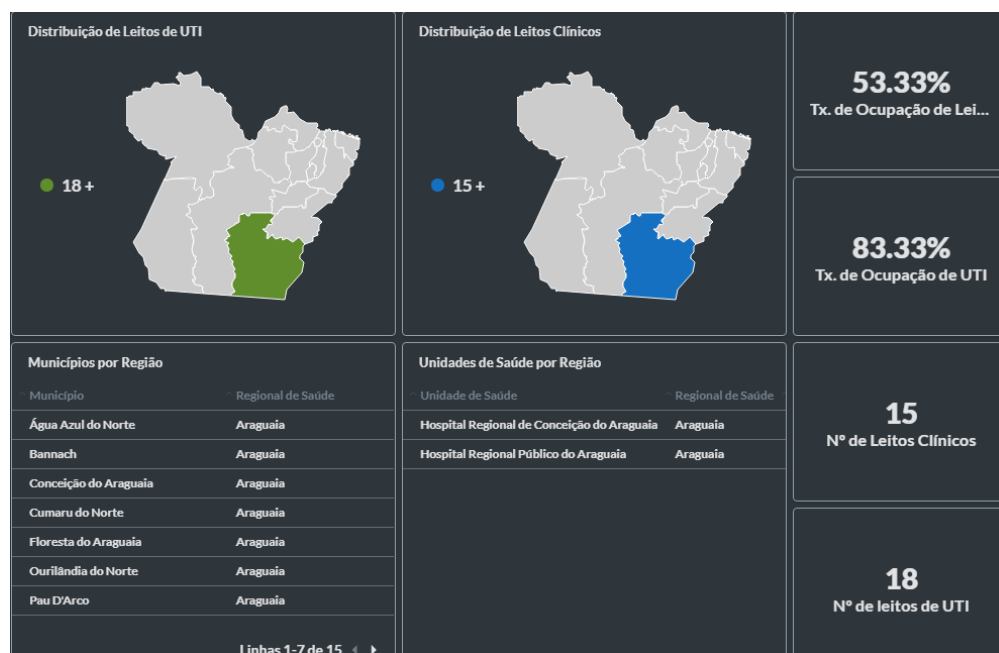 Distribuição de Leitos de UTI
18 +
Distribuição de Leitos Clínicos
15 +
53.33%
Tx. de Ocupação de Lei...
83.33%
Tx. de Ocupação de UTI
Municípios por Região
Município Regional de Saúde
Água Azul do Norte Araguaia
Bannach Araguaia
Conceição do Araguaia Araguaia
Cumaru do Norte Araguaia
Floresta do Araguaia Araguaia
Ourilândia do Norte Araguaia
Pau D'Arco Araguaia
Linhas 1-7 de 15
Unidades de Saúde por Região
Unidade de Saúde Regional de Saúde
Hospital Regional de Conceição do Araguaia Araguaia
Hospital Regional Público do Araguaia Araguaia
15
Nº de Leitos Clínicos
18
Nº de leitos de UTI